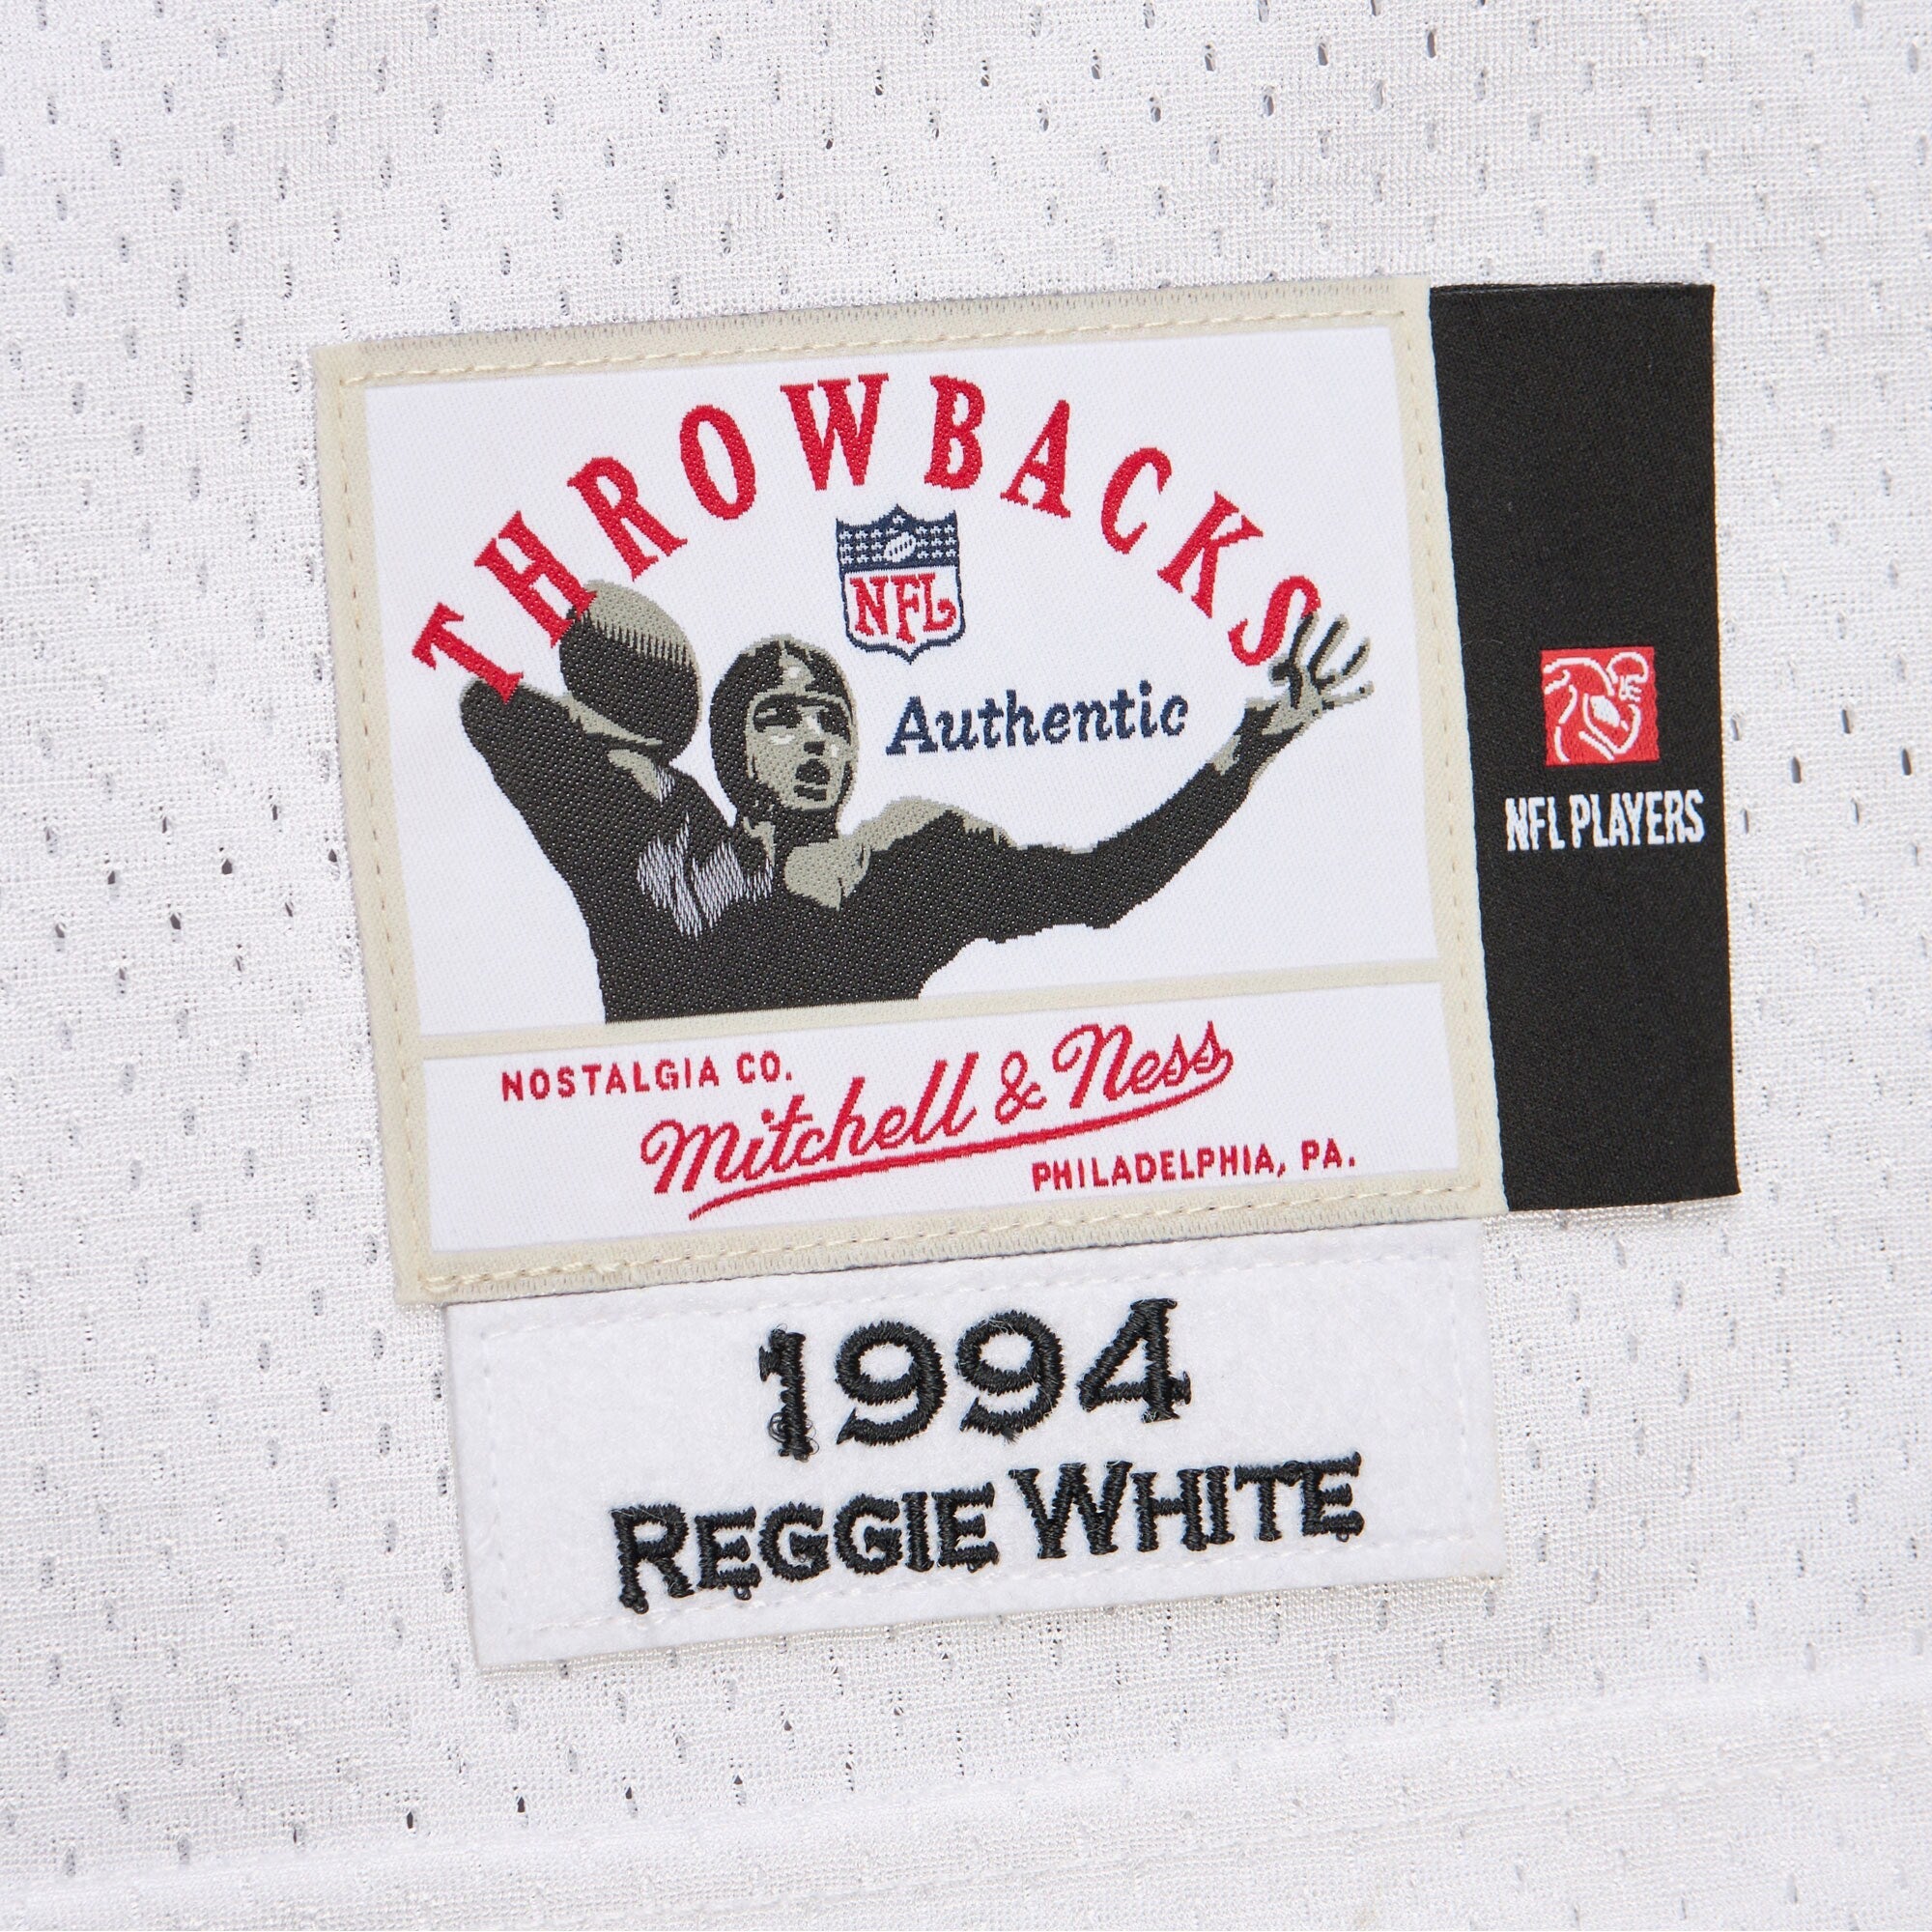 THROWBACKS
NFL
Authentic
NFL PLAYERS
NOSTALGIA CO.
Mitchell & Ness
PHILADELPHIA, PA.
1994
REGGIE WHITE